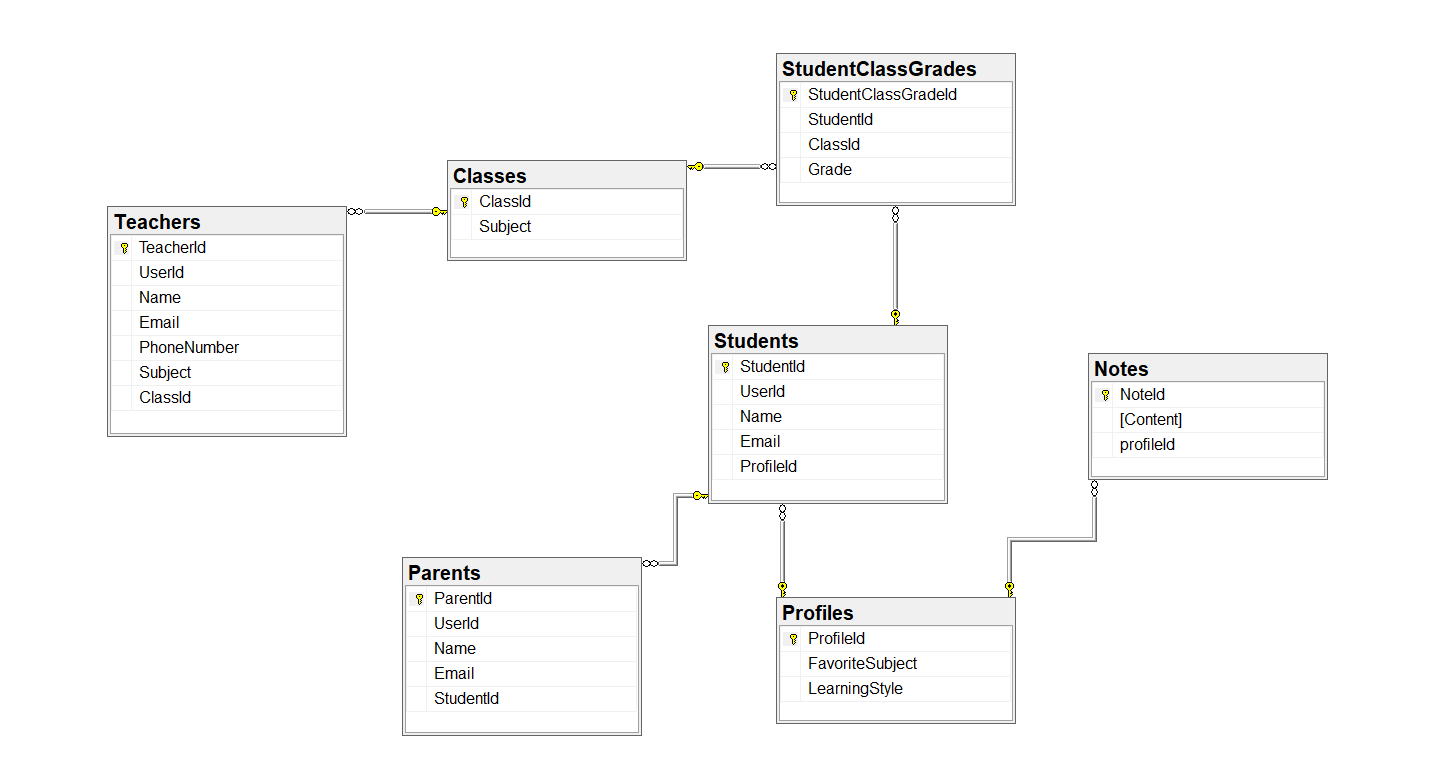 StudentClassGrades
StudentClassGradeId
StudentId
ClassId
Grade
Classes
ClassId
Subject
Teachers
TeacherId
UserId
Name
Email
PhoneNumber
Subject
ClassId
Students
StudentId
UserId
Name
Email
ProfileId
Notes
NoteId
[Content]
profileId
Parents
ParentId
UserId
Name
Email
StudentId
Profiles
ProfileId
FavoriteSubject
LearningStyle